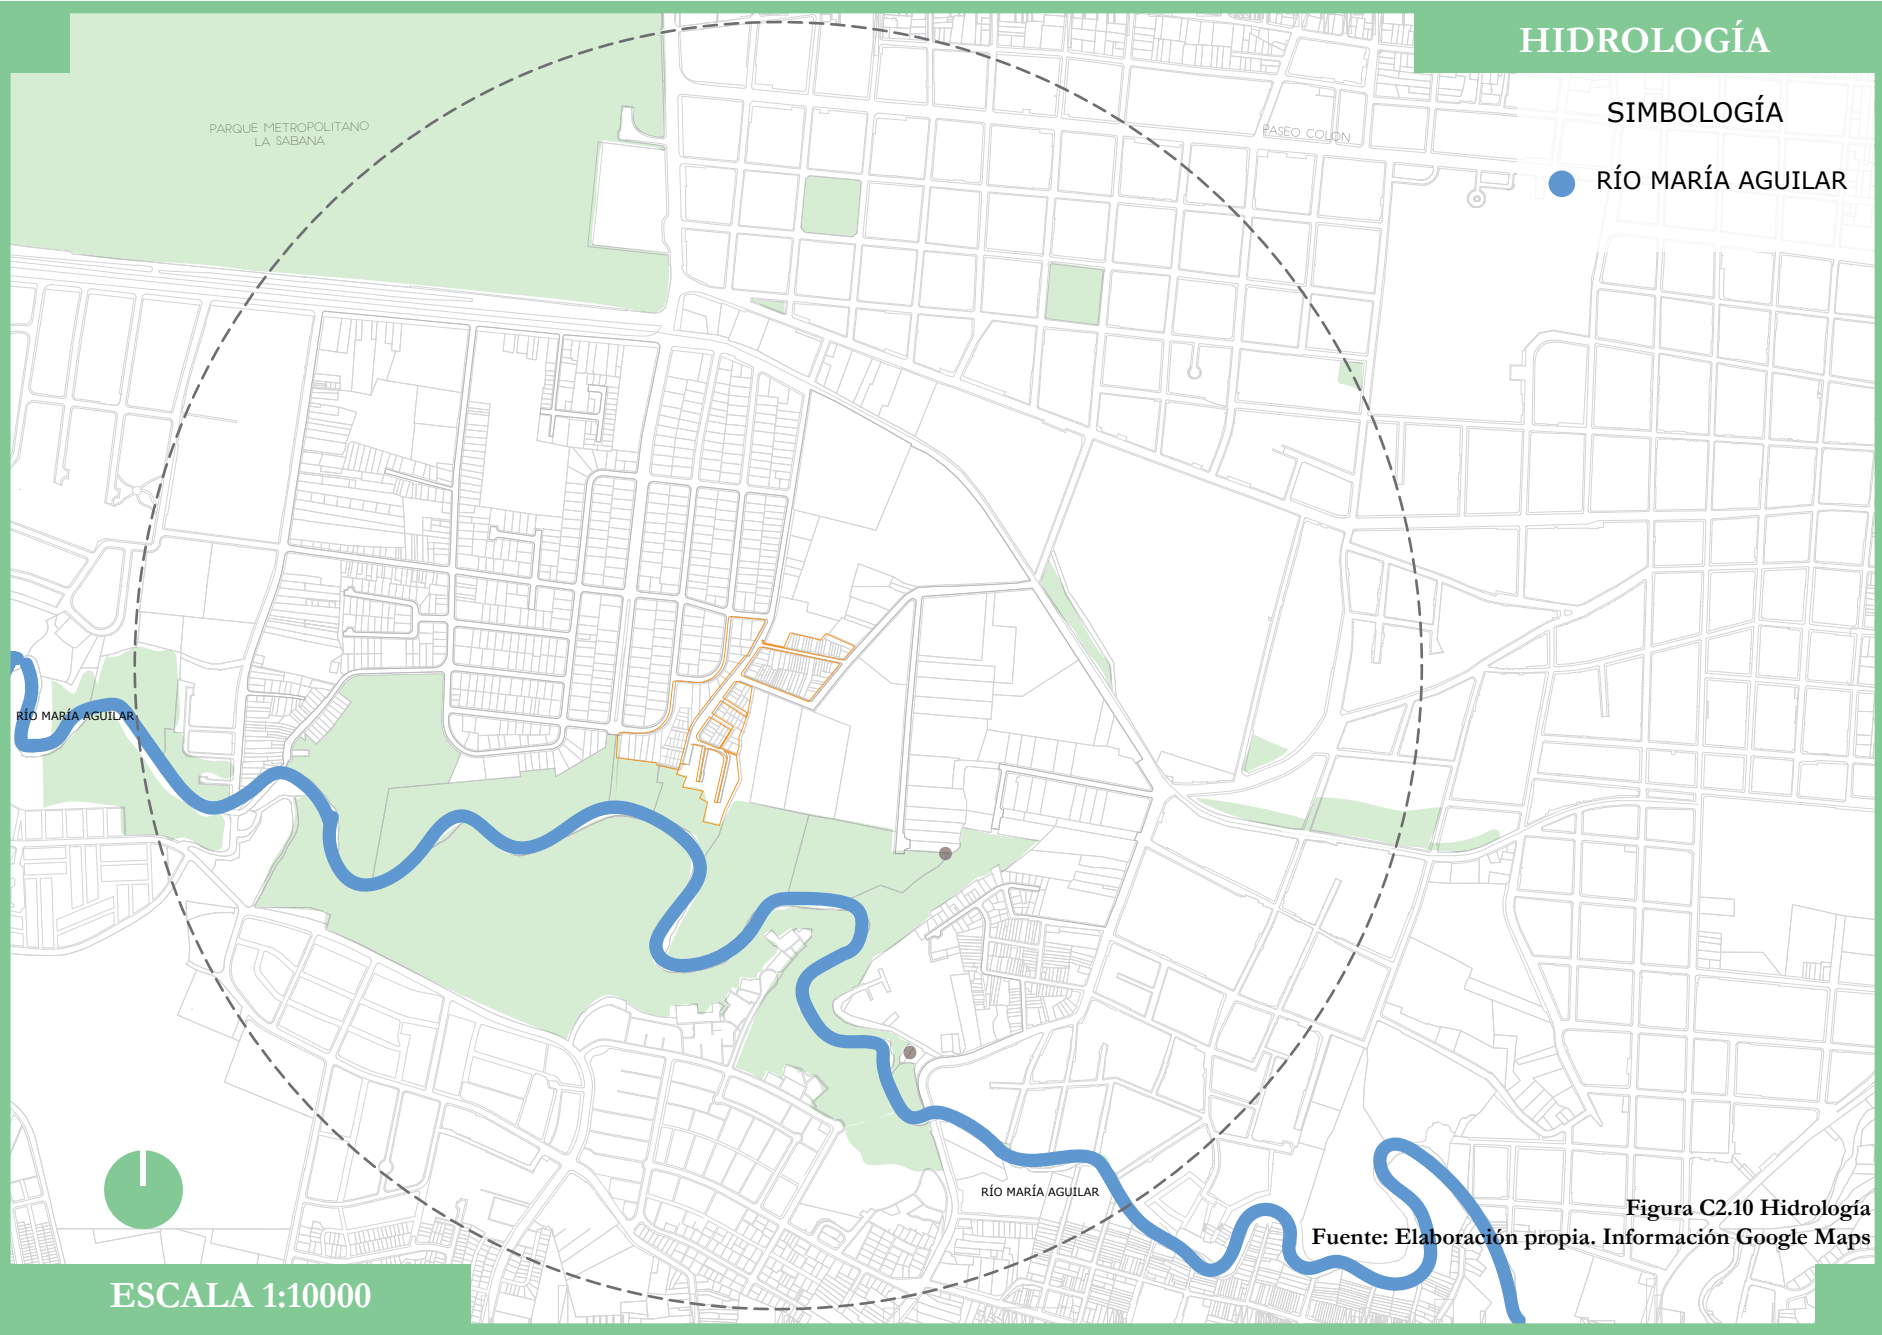 HIDROLOGÍA
SIMBOLOGÍA
RÍO MARÍA AGUILAR
PARQUE METROPOLITANO
LA SABANA
PASEO COLON
RÍO MARÍA AGUILAR
RÍO MARÍA AGUILAR
Figura C2.10 Hidrología
Fuente: Elaboración propia. Información Google Maps
ESCALA 1:10000